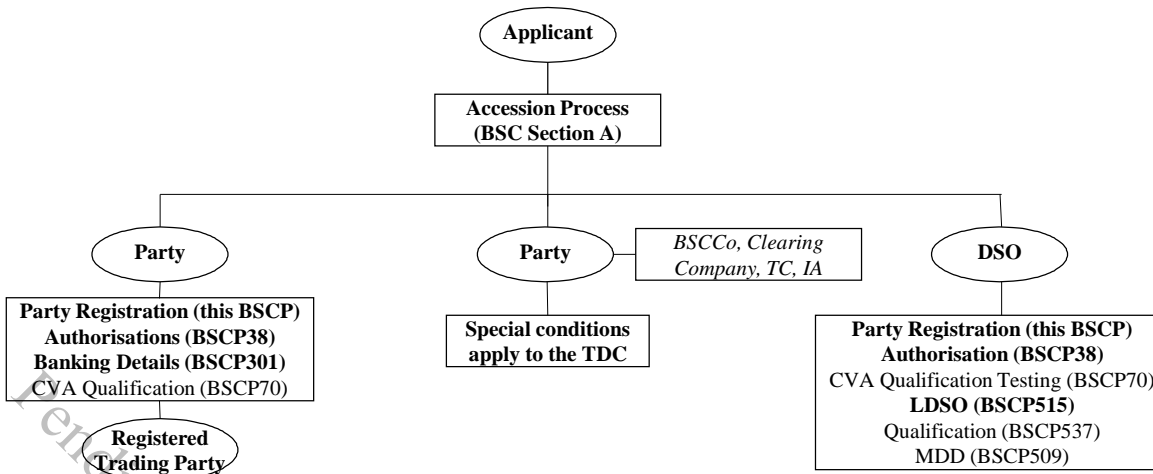 Applicant
Accession Process
(BSC Section A)
Party
Party
BSCCo, Clearing
Company, TC, IA
DSO
Party Registration (this BSCP)
Authorisations (BSCP38)
Banking Details (BSCP301)
CVA Qualification (BSCP70)
Special conditions
apply to the TDC
Party Registration (this BSCP)
Authorisation (BSCP38)
CVA Qualification Testing (BSCP70)
LDSO (BSCP515)
Qualification (BSCP537)
MDD (BSCP509)
Registered
Trading Party